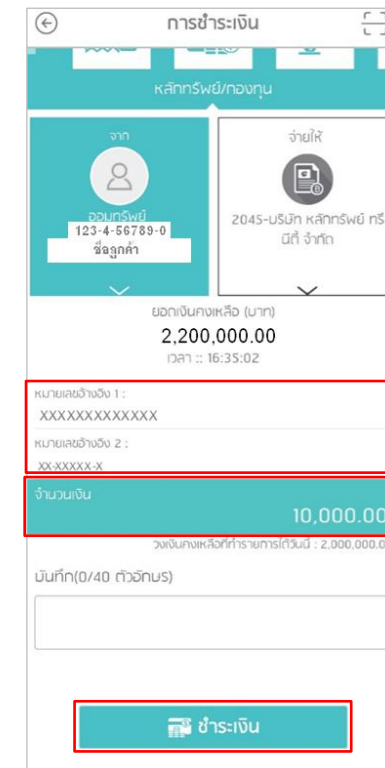 การชำระเงิน
หลักทรัพย์/กองทุน
จาก
ออมทรัพย์
123-4-56789-0
ชื่อลูกค้า
จ่ายให้
2045-บริษัท หลักทรัพย์ ทรี
นีตี้ จำกัด
ยอดเงินคงเหลือ (บาท)
2,200,000.00
เวลา :: 16:35:02
หมายเลขอ้างอิง 1 :
XXXXXXXXXXXXX
หมายเลขอ้างอิง 2 :
XX-XXXXX-X
จำนวนเงิน
10,000.00
วงเงินคงเหลือที่ทำรายการได้วันนี้ : 2,000,000.0
บันทึก(0/40 ตัวอักษร)
ชำระเงิน